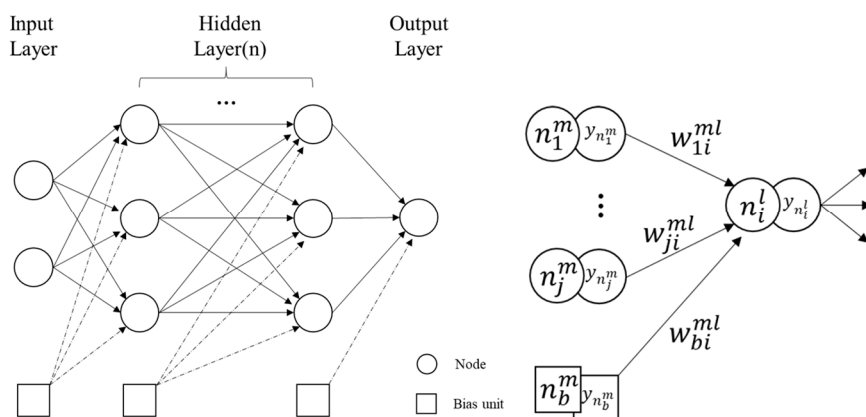 Input
Layer
Hidden
Layer(n)
Output
Layer
...
Node
Bias unit
n_1^m y_{n_1^m}
w_{1i}^{ml}
⋮
n_i^l y_{n_i^l}
w_{ji}^{ml}
n_j^m y_{n_j^m}
w_{bi}^{ml}
n_b^m y_{n_b^m}